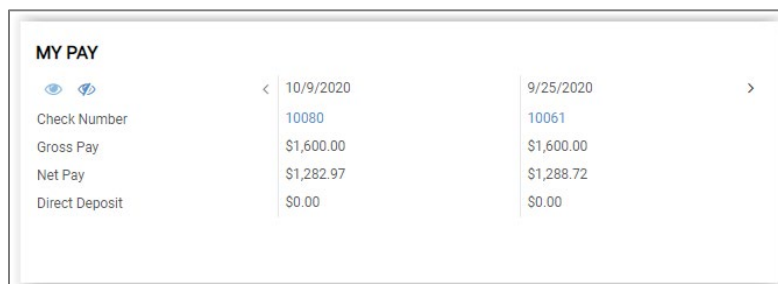 MY PAY
< 10/9/2020 9/25/2020 >
Check Number 10080 10061
Gross Pay $1,600.00 $1,600.00
Net Pay $1,282.97 $1,288.72
Direct Deposit $0.00 $0.00